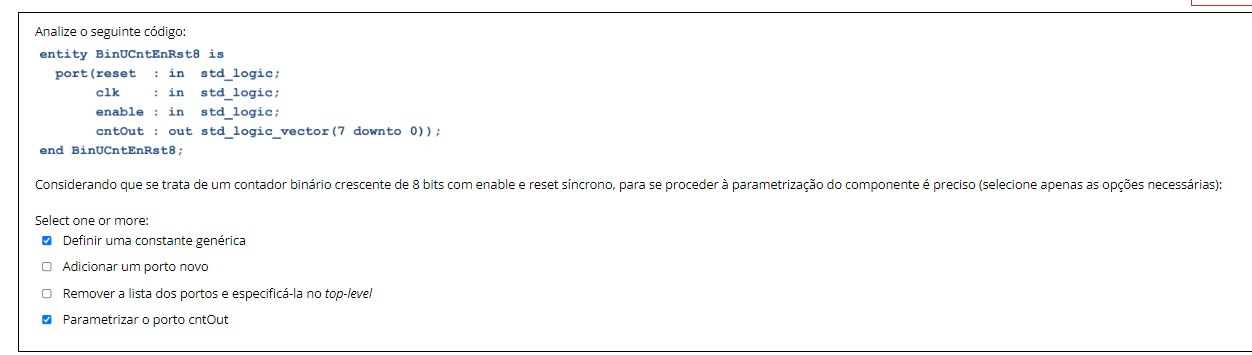 Analize o seguinte código:
entity BinUCntEnRst8 is
port(reset : in std_logic;
clk : in std_logic;
enable : in std_logic;
cntOut : out std_logic_vector(7 downto 0));
end BinUCntEnRst8;
Considerando que se trata de um contador binário crescente de 8 bits com enable e reset síncrono, para se proceder à parametrização do componente é preciso (selecione apenas as opções necessárias):
Select one or more:
Definir uma constante genérica
Adicionar um porto novo
Remover a lista dos portos e especificá-la no top-level
Parametrizar o porto cntOut